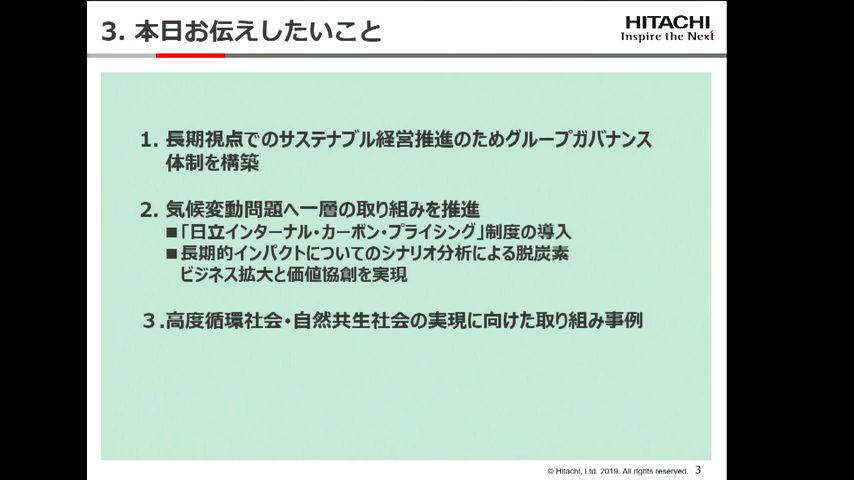 3. 本日お伝えしたいこと
HITACHI
Inspire the Next
1. 長期視点でのサステナブル経営推進のためグループガバナンス
体制を構築
2. 気候変動問題へ一層の取り組みを推進
■「日立インターナル・カーボン・プライシング」制度の導入
■長期的インパクトについてのシナリオ分析による脱炭素
ビジネス拡大と価値協創を実現
３.高度循環社会・自然共生社会の実現に向けた取り組み事例
© Hitachi, Ltd. 2019. All rights reserved. 3